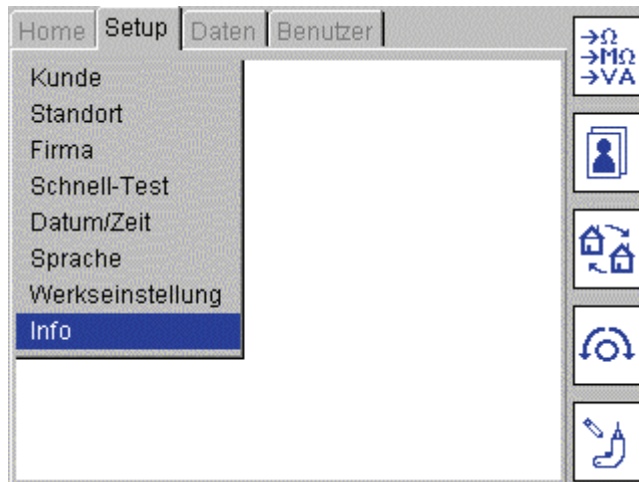 Home Setup Daten Benutzer
Kunde
Standort
Firma
Schnell-Test
Datum/Zeit
Sprache
Werkseinstellung
Info
→Ω
→MΩ
→VA